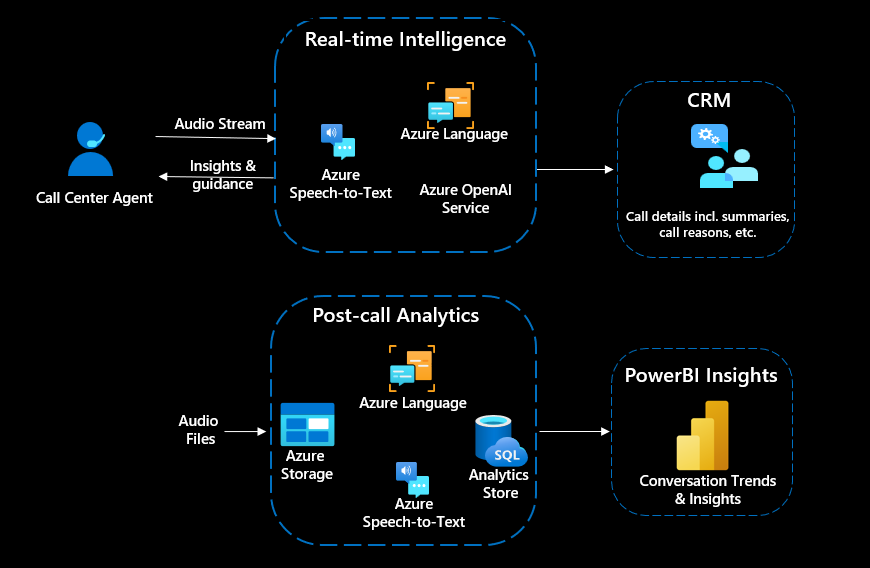 Real-time Intelligence
Audio Stream
Insights &
guidance
Call Center Agent
Azure
Speech-to-Text
Azure Language
Azure OpenAI
Service
CRM
Call details incl. summaries,
call reasons, etc.
Post-call Analytics
Audio
Files
Azure
Storage
Azure Language
Azure
Speech-to-Text
SQL
Analytics
Store
PowerBI Insights
Conversation Trends
& Insights